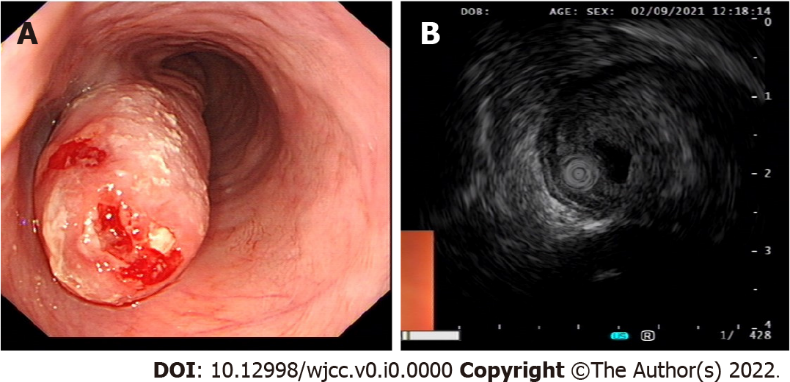 A
B
DOB: AGE: SEX: 02/09/2021 12:18:14
0
1
2
3
4
US R 1/ 428
DOI: 10.12998/wjcc.v0.i0.0000 Copyright ©The Author(s) 2022.